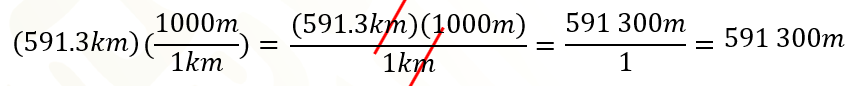 (591.3km)(1000m/1km) = (591.3km)(1000m)/1km = 591 300m/1 = 591 300m